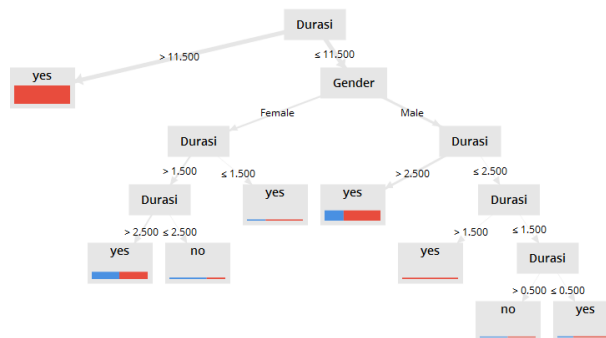 Durasi
> 11.500
≤ 11.500
yes
Gender
Female
Male
Durasi
Durasi
> 1.500
≤ 1.500
> 2.500
≤ 2.500
Durasi
yes
yes
Durasi
> 2.500
≤ 2.500
> 1.500
≤ 1.500
yes
no
yes
Durasi
> 0.500
≤ 0.500
no
yes